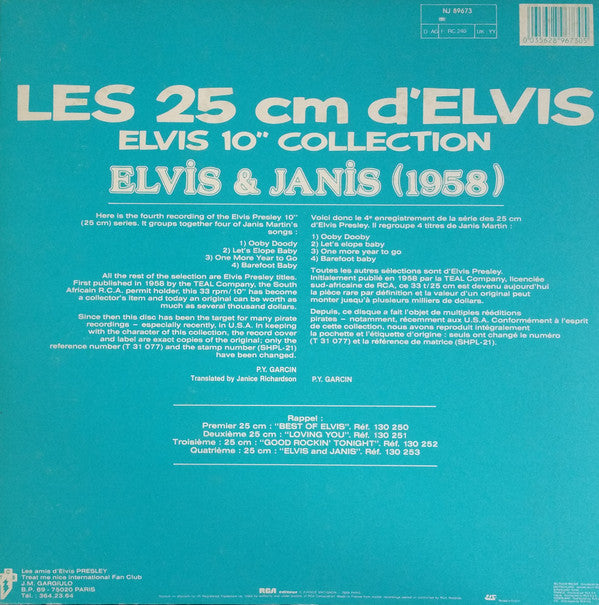 NJ 89673
0 035628 967305
LES 25 cm d'ELVIS
ELVIS 10" COLLECTION
ELViS & JANiS (1958)
Here is the fourth recording of the Elvis Presley 10"
(25 cm) series. It groups together four of Janis Martin's
songs :
1) Ooby Doody
2) Let's Slope Baby
3) One More Year to Go
4) Barefoot Baby
All the rest of the selection are Elvis Presley titles.
First published in 1958 by the TEAL Company, the South
African R.C.A. permit holder, this 33 rpm/10" has become
a collector's item and today an original can be worth as
much as several thousand dollars.
Since then this disc has been the target for many pirate
recordings – especially recently, in U.S.A. In keeping
with the character of this collection, the record cover
and label are exact copies of the original; only the
reference number (T 31 077) and the stamp number (SHPL-21)
have been changed.
P.Y. GARCIN
Translated by Janice Richardson
Voici donc le 4e enregistrement de la série des 25 cm
d'Elvis Presley. Il regroupe 4 titres de Janis Martin :
1) Ooby Dooby
2) Let's elope baby
3) One more year to go
4) Barefoot baby
Toutes les autres sélections sont d'Elvis Presley.
Initialement publié en 1958 par la TEAL Company, licenciée
sud-africaine de RCA, ce 33 t/25 cm est devenu aujourd'hui
la pièce rare par définition et la valeur d'un original peut
monter jusqu'à plusieurs milliers de dollars.
Depuis, ce disque a fait l'objet de multiples rééditions
pirates - notamment, récemment aux U.S.A. Conformément à l'esprit
de cette collection, nous avons reproduit intégralement
la pochette et l'étiquette d'origine : seuls ont changé le numéro
(T 31 077) et la référence de matrice (SHPL-21).
P.Y. GARCIN
Rappel :
Premier 25 cm : "BEST OF ELVIS". Réf. 130 250
Deuxième 25 cm : "LOVING YOU". Réf. 130 251
Troisième : 25 cm : "GOOD ROCKIN' TONIGHT". Réf. 130 252
Quatrième : 25 cm : "ELVIS and JANIS". Réf. 130 253
Les amis d'Elvis PRESLEY
Treat me nice International Fan Club
J.M. GARGIULO
B.P. 69 - 75020 PARIS
Tél. : 364.23.64
RCA